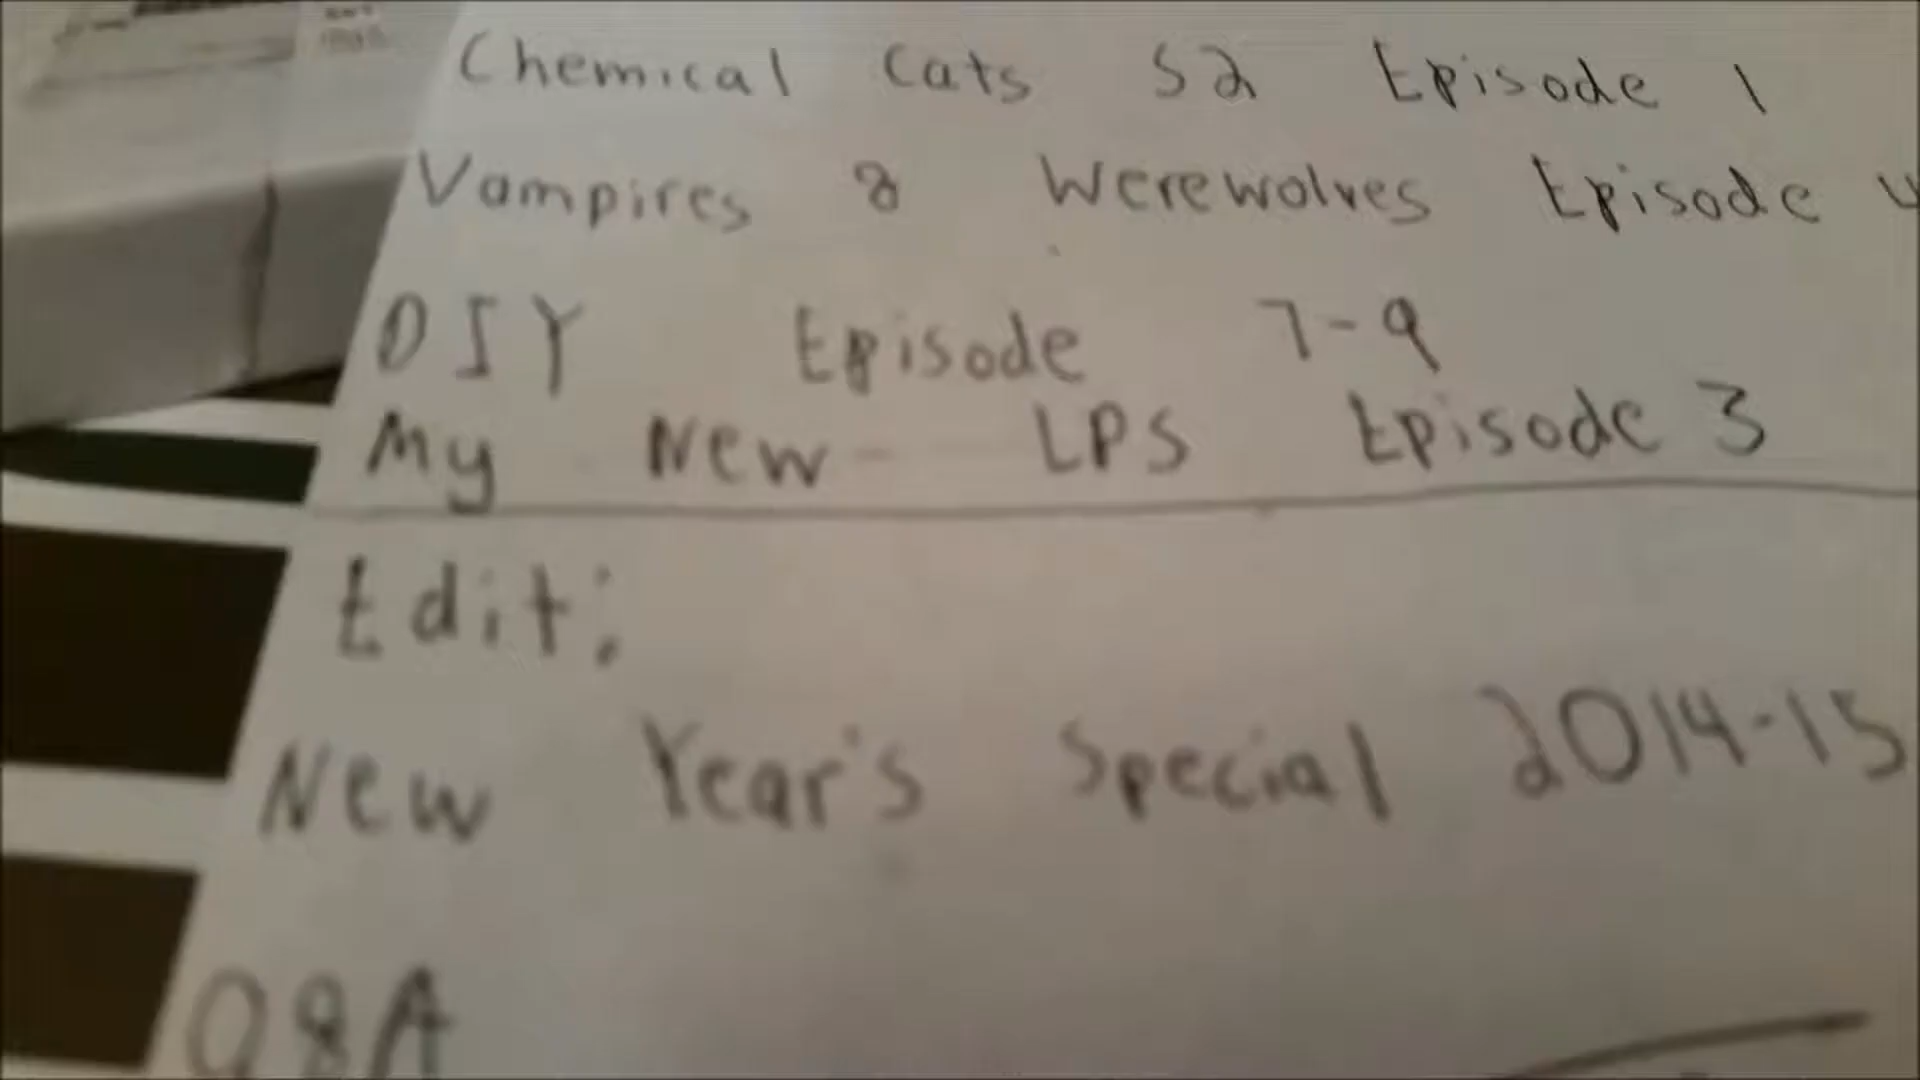 Chemical Cats S2 Episode 1
Vampires & Werewolves Episode 4
DIY Episode 7-9
My New LPS Episode 3
Edit:
New Year's Special 2014-15
Q&A